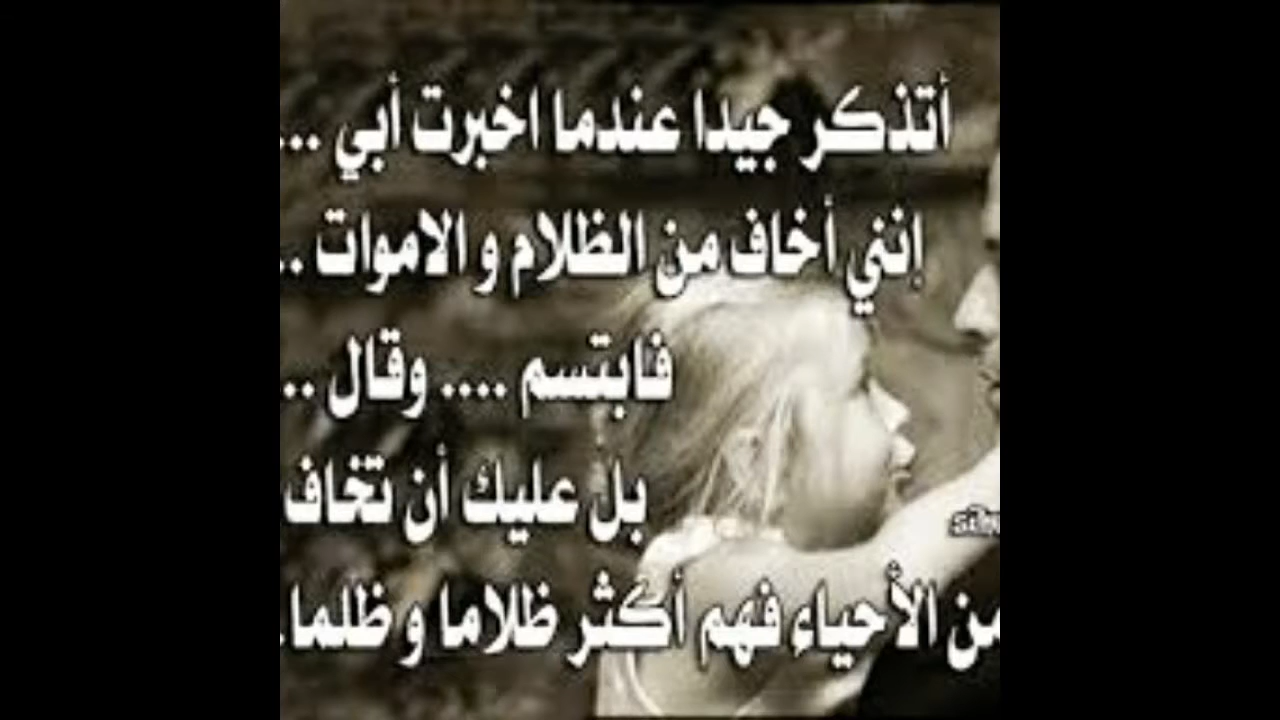 أتذكر جيدا عندما اخبرت أبي ...
إنني أخاف من الظلام و الاموات ..
فابتسم .... وقال ..
بل عليك أن تخاف
من الأحياء فهم أكثر ظلاما و ظلما.